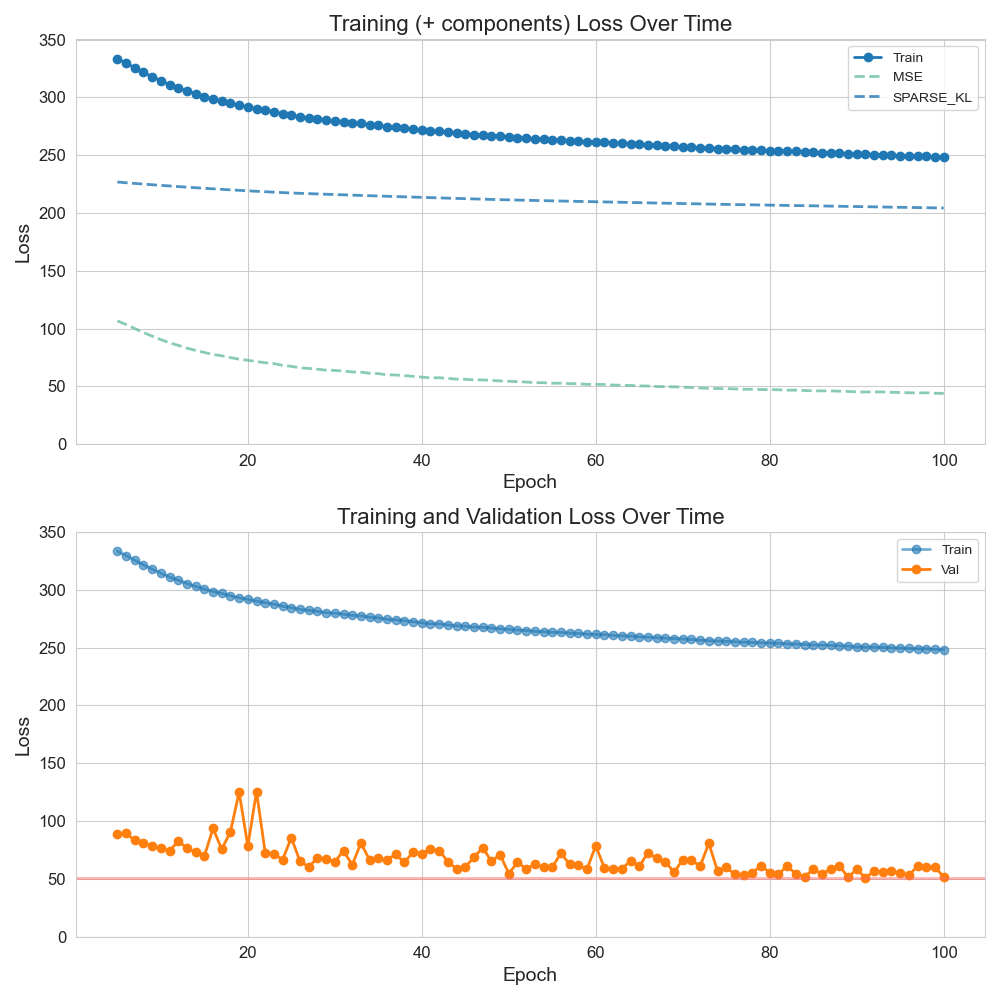 Training (+ components) Loss Over Time
350
300
250
200
150
100
50
0
Loss
Train
MSE
SPARSE_KL
20
40
60
80
100
Epoch
Training and Validation Loss Over Time
350
300
250
200
150
100
50
0
Loss
Train
Val
20
40
60
80
100
Epoch